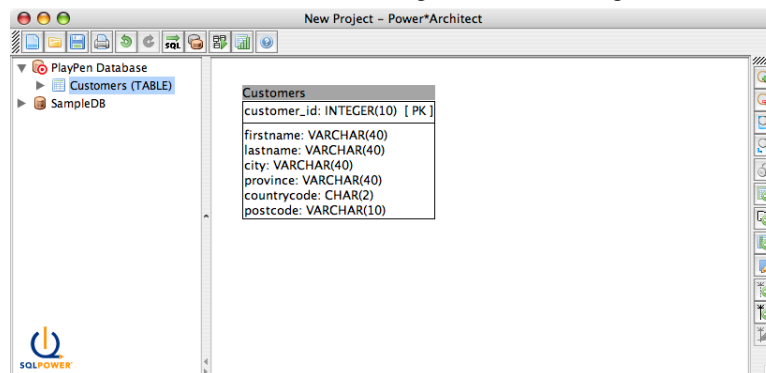 New Project – Power*Architect
SQL
PlayPen Database
Customers (TABLE)
SampleDB
Customers
customer_id: INTEGER(10) [ PK ]
firstname: VARCHAR(40)
lastname: VARCHAR(40)
city: VARCHAR(40)
province: VARCHAR(40)
countrycode: CHAR(2)
postcode: VARCHAR(10)
SQLPOWER